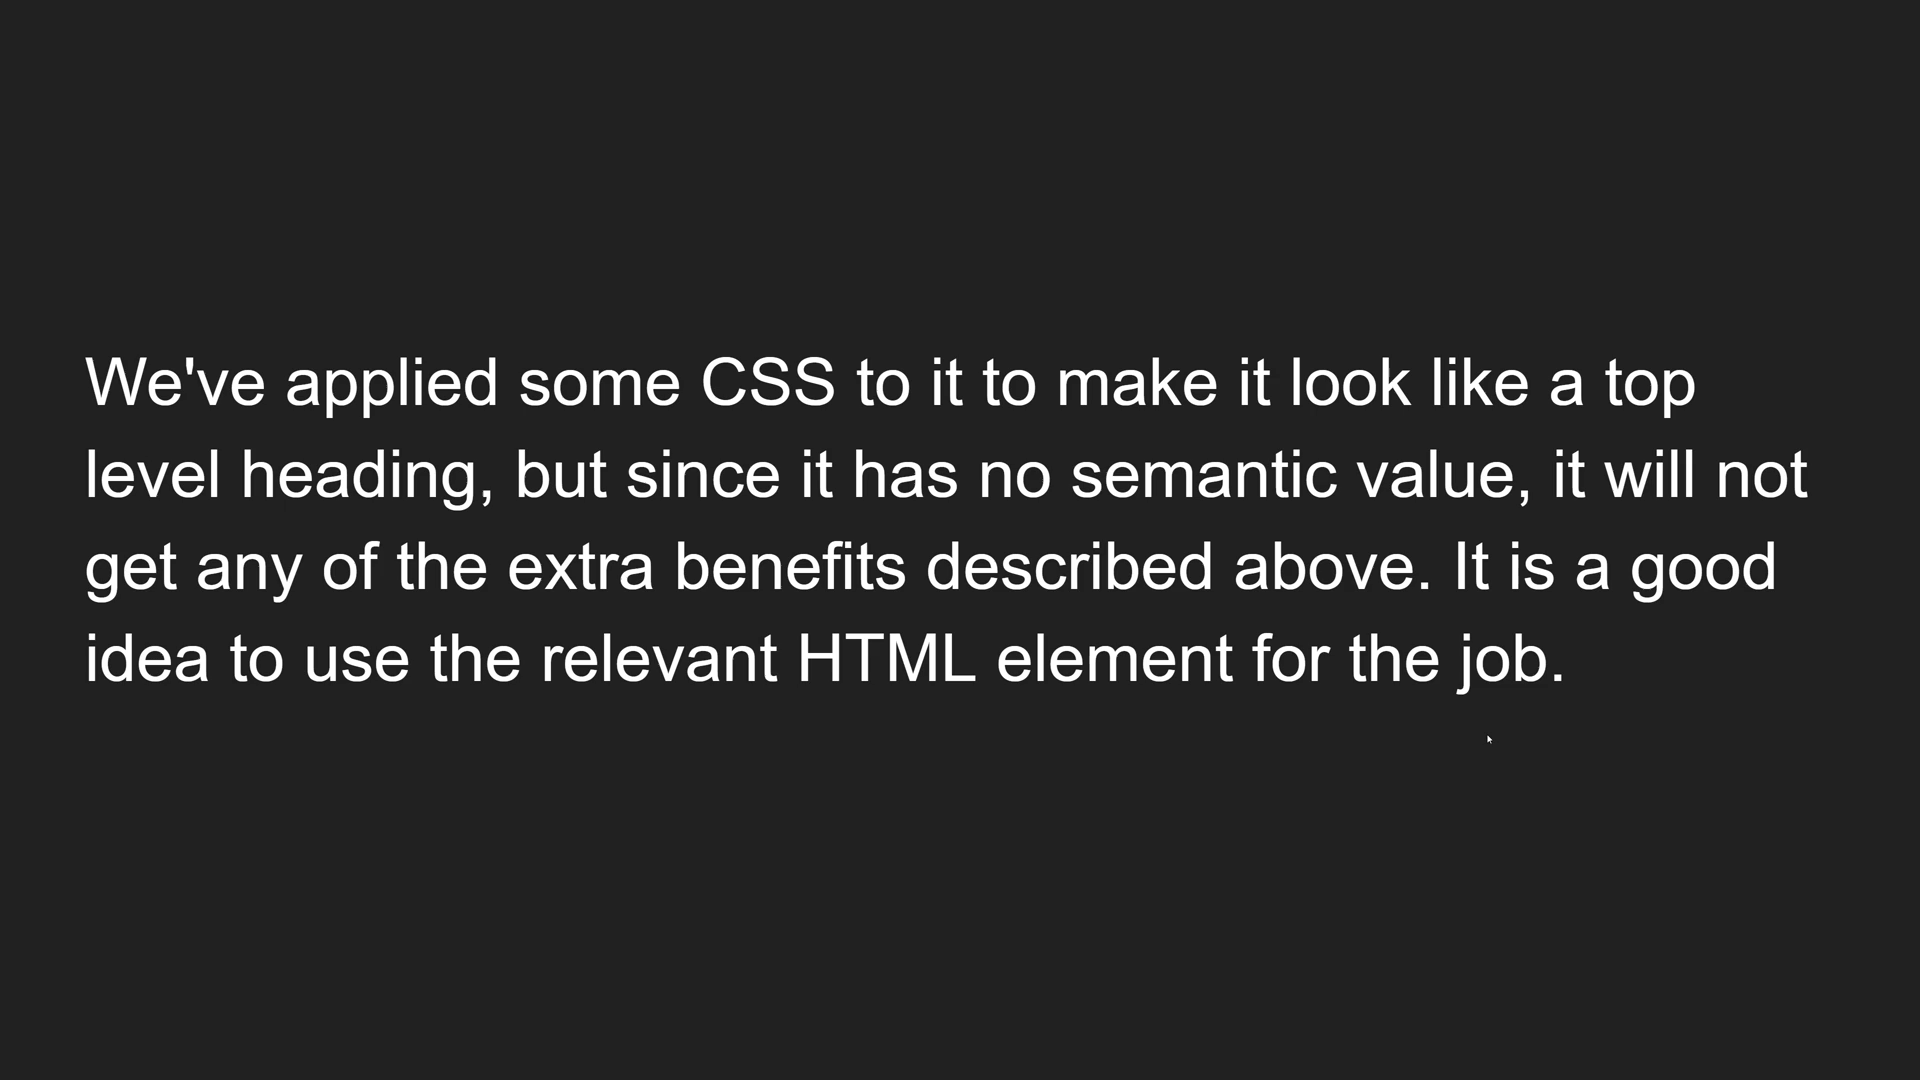 We've applied some CSS to it to make it look like a top
level heading, but since it has no semantic value, it will not
get any of the extra benefits described above. It is a good
idea to use the relevant HTML element for the job.